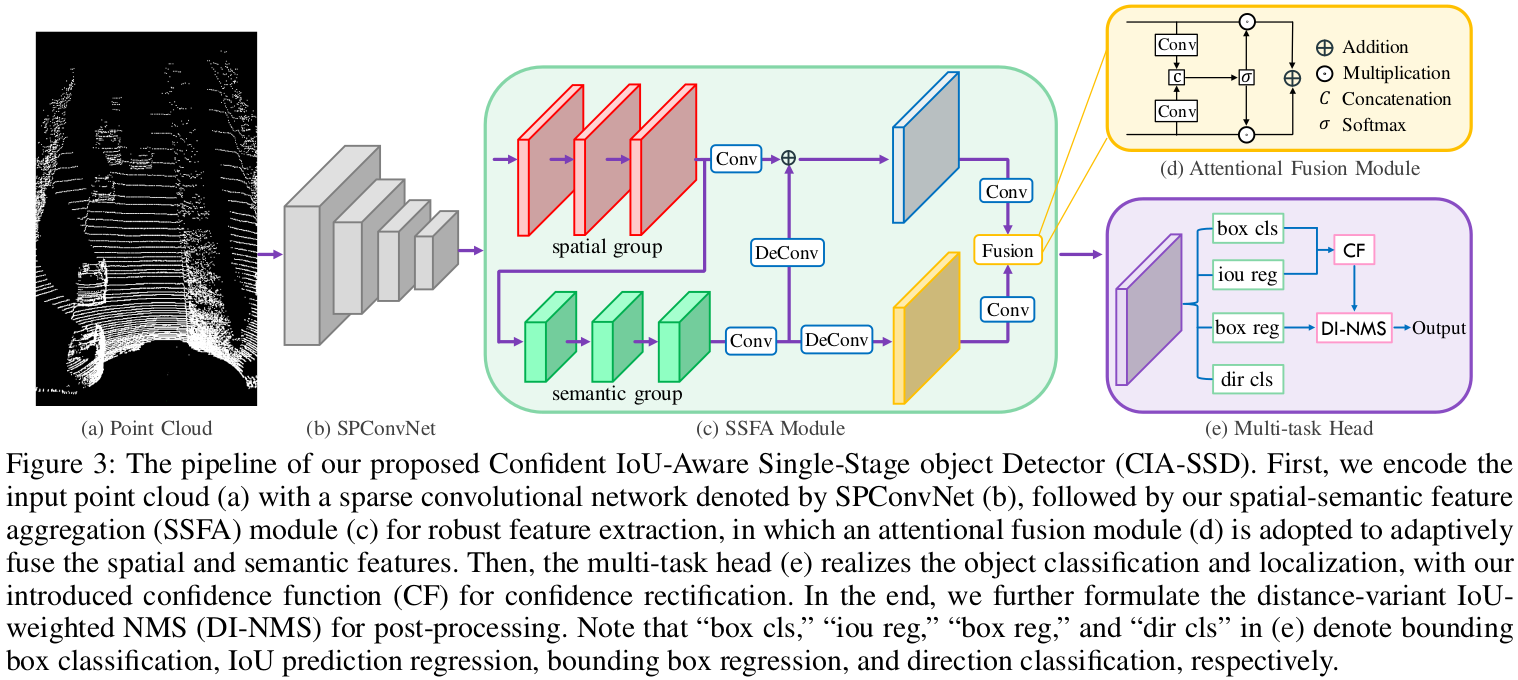 Conv
C
σ
Conv
⊕ Addition
⊙ Multiplication
C Concatenation
σ Softmax
(d) Attentional Fusion Module
spatial group
Conv
DeConv
Conv
Fusion
Conv
semantic group
Conv
DeConv
box cls
iou reg
box reg
dir cls
CF
DI-NMS
Output
(a) Point Cloud
(b) SPConvNet
(c) SSFA Module
(e) Multi-task Head
Figure 3: The pipeline of our proposed Confident IoU-Aware Single-Stage object Detector (CIA-SSD). First, we encode the
input point cloud (a) with a sparse convolutional network denoted by SPConvNet (b), followed by our spatial-semantic feature
aggregation (SSFA) module (c) for robust feature extraction, in which an attentional fusion module (d) is adopted to adaptively
fuse the spatial and semantic features. Then, the multi-task head (e) realizes the object classification and localization, with our
introduced confidence function (CF) for confidence rectification. In the end, we further formulate the distance-variant IoU-
weighted NMS (DI-NMS) for post-processing. Note that “box cls,” “iou reg,” “box reg,” and “dir cls” in (e) denote bounding
box classification, IoU prediction regression, bounding box regression, and direction classification, respectively.